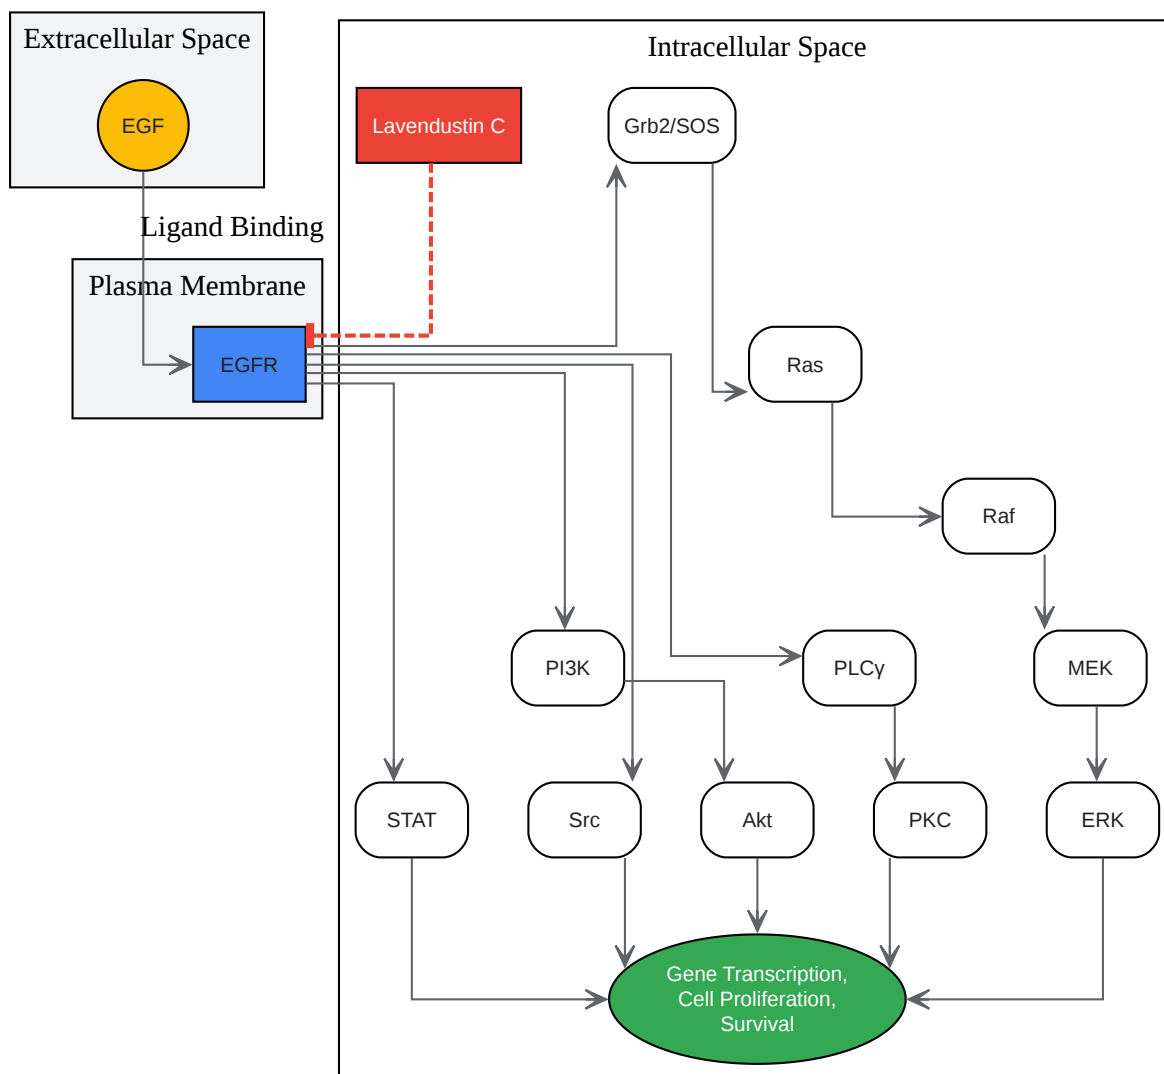 Extracellular Space
Intracellular Space
EGF
Lavendustin C
Grb2/SOS
Ligand Binding
Plasma Membrane
EGFR
Ras
Raf
PI3K
PLCγ
MEK
STAT
Src
Akt
PKC
ERK
Gene Transcription,
Cell Proliferation,
Survival